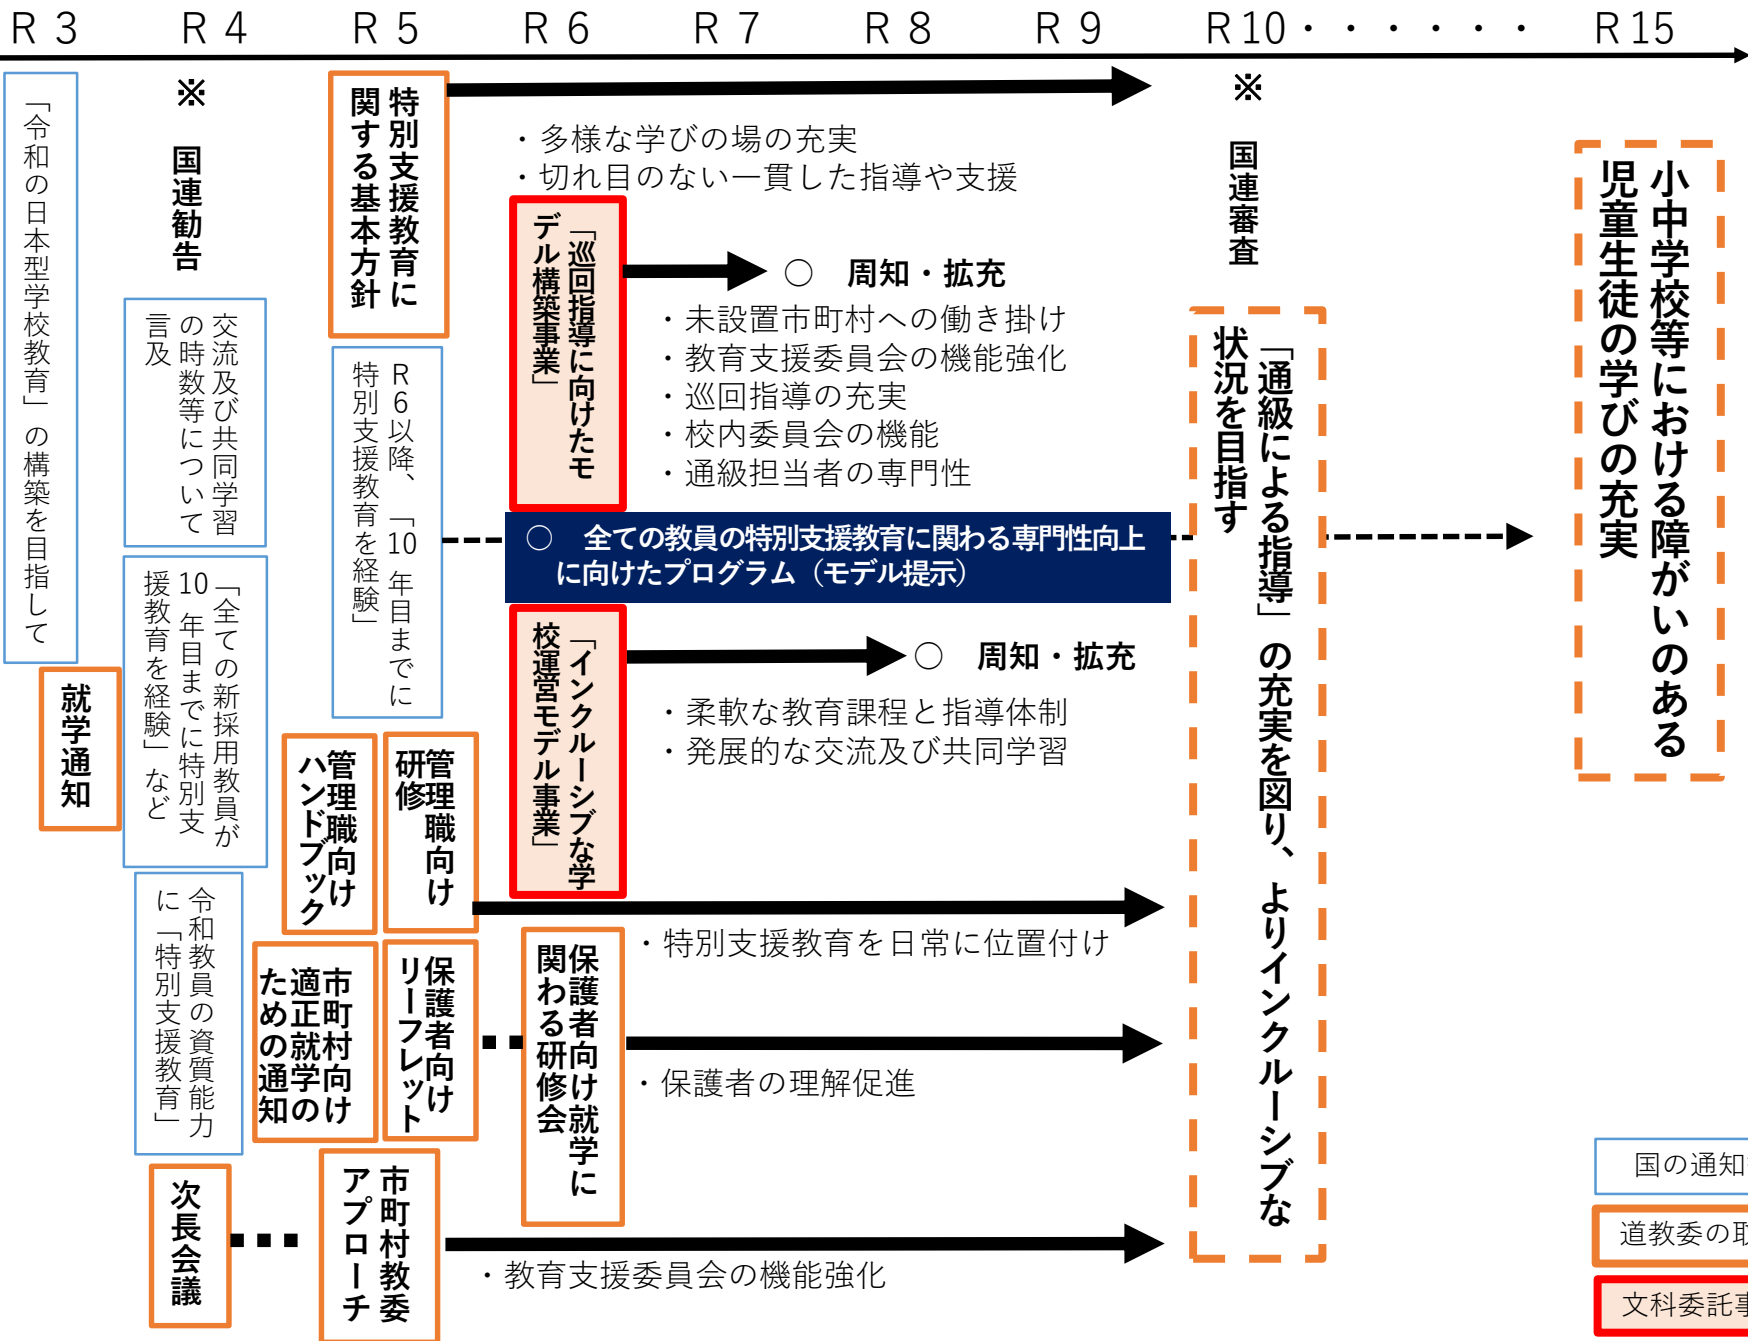 R 3
R 4
R 5
R 6
R 7
R 8
R 9
R 10・・・・・・
R 15
「令和の日本型学校教育」の構築を目指して
就学通知
※ 国連勧告
交流及び共同学習
の時数等について
言及
「全ての新採用教員が
10年目までに特別支
援教育を経験」など
令和教員の資質能力
に「特別支援教育」
次長会議
特別支援教育に
関する基本方針
R6以降、「10年目までに
特別支援教育を経験」
管理職向け
ハンドブック
管理職向け
研修
市町村向け
適正就学の
ための通知
保護者向け
リーフレット
市町村教委
アプローチ
・多様な学びの場の充実
・切れ目のない一貫した指導や支援
「巡回指導に向けたモ
デル構築事業」
○ 周知・拡充
・未設置市町村への働き掛け
・教育支援委員会の機能強化
・巡回指導の充実
・校内委員会の機能
・通級担当者の専門性
○ 全ての教員の特別支援教育に関わる専門性向上
に向けたプログラム（モデル提示）
「インクルーシブな学
校運営モデル事業」
○ 周知・拡充
・柔軟な教育課程と指導体制
・発展的な交流及び共同学習
・特別支援教育を日常に位置付け
保護者向け就学に
関わる研修会
・保護者の理解促進
・教育支援委員会の機能強化
※ 国連審査
「通級による指導」の充実を図り、よりインクルーシブな
状況を目指す
小中学校等における障がいのある
児童生徒の学びの充実
国の通知
道教委の取
文科委託事